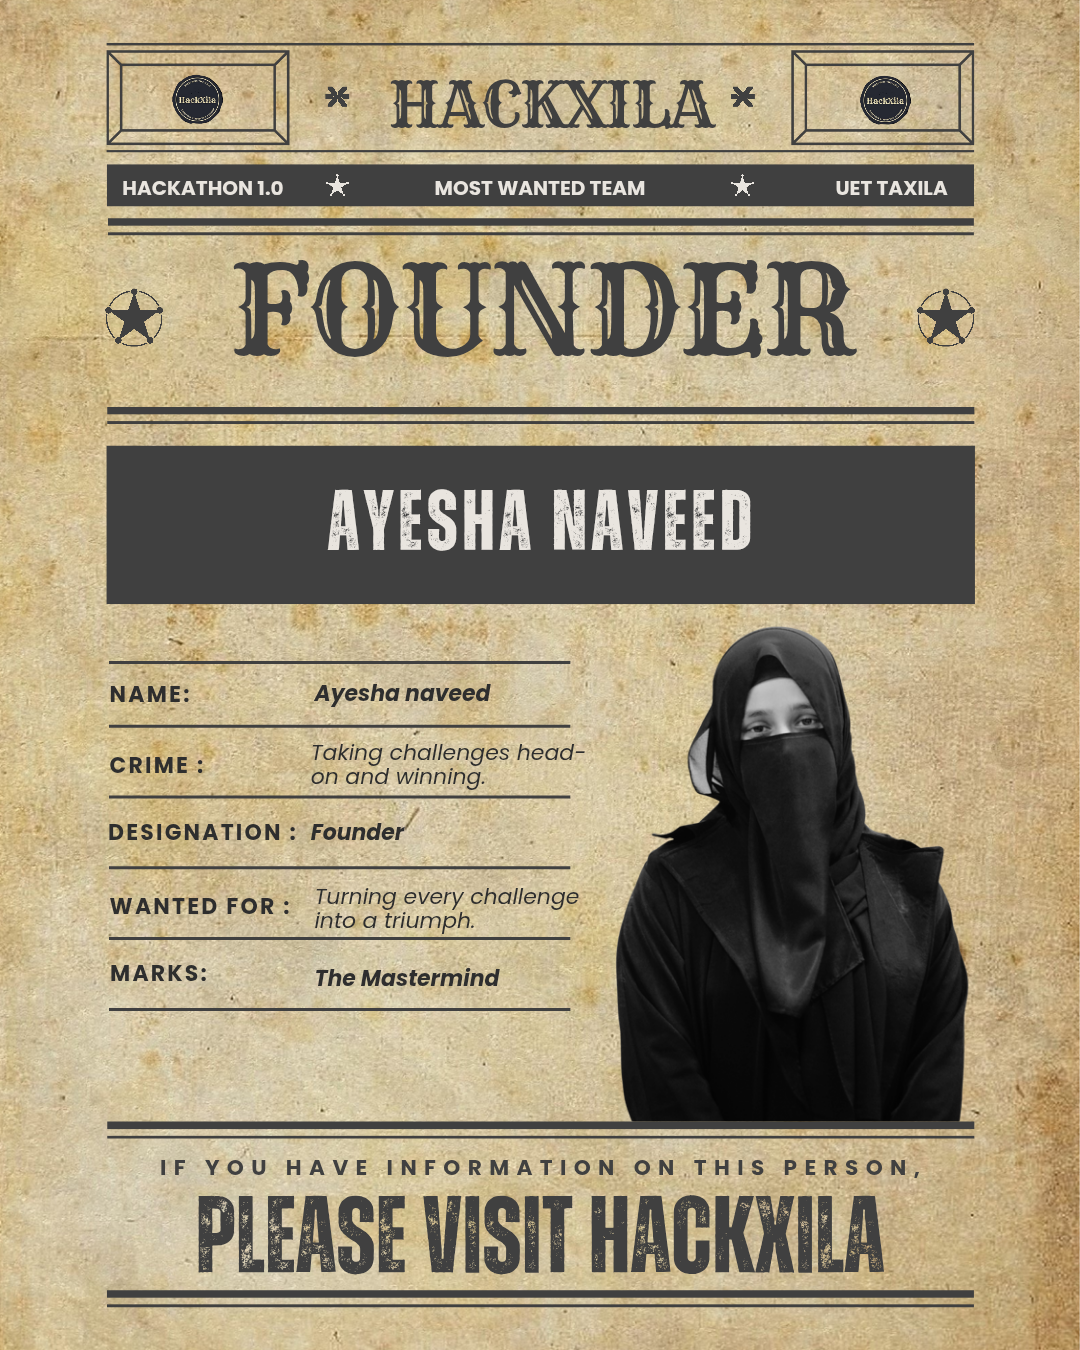 HackXila
HACKXILA
HackXila
HACKATHON 1.0
MOST WANTED TEAM
UET TAXILA
FOUNDER
AYESHA NAVEED
NAME: Ayesha naveed
CRIME : Taking challenges head-
on and winning.
DESIGNATION : Founder
WANTED FOR : Turning every challenge
into a triumph.
MARKS: The Mastermind
IF YOU HAVE INFORMATION ON THIS PERSON,
PLEASE VISIT HACKXILA